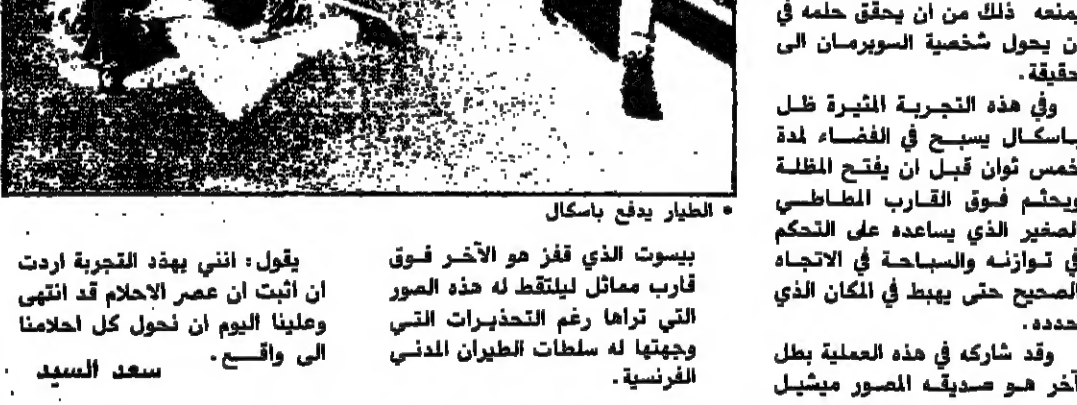 يمنعه ذلك من ان يحقق حلمه في
ان يحول شخصية السوبرمان الى
حقيقة.
وفي هذه التجربة المثيرة ظل
باسكال يسبح في الفضاء لمدة
خمس ثوان قبل ان يفتح المظلة
ويجثم فوق القارب المطاطي
الصغير الذي يساعده على التحكم
في توازنه والسباحة في الاتجاه
الصحيح حتى يهبط في المكان الذي
حدده.
وقد شاركه في هذه العملية بطل
آخر هو صديقه المصور ميشيل
• الطيار يدفع باسكال
بيسوت الذي قفز هو الآخر فوق
قارب مماثل ليلتقط له هذه الصور
التي تراها رغم التحذيرات التي
وجهتها له سلطات الطيران المدني
الفرنسية.
يقول: انني بهذه التجربة اردت
ان اثبت ان عصر الاحلام قد انتهى
وعلينا اليوم ان نحول كل احلامنا
الى واقع.
سعد السيد